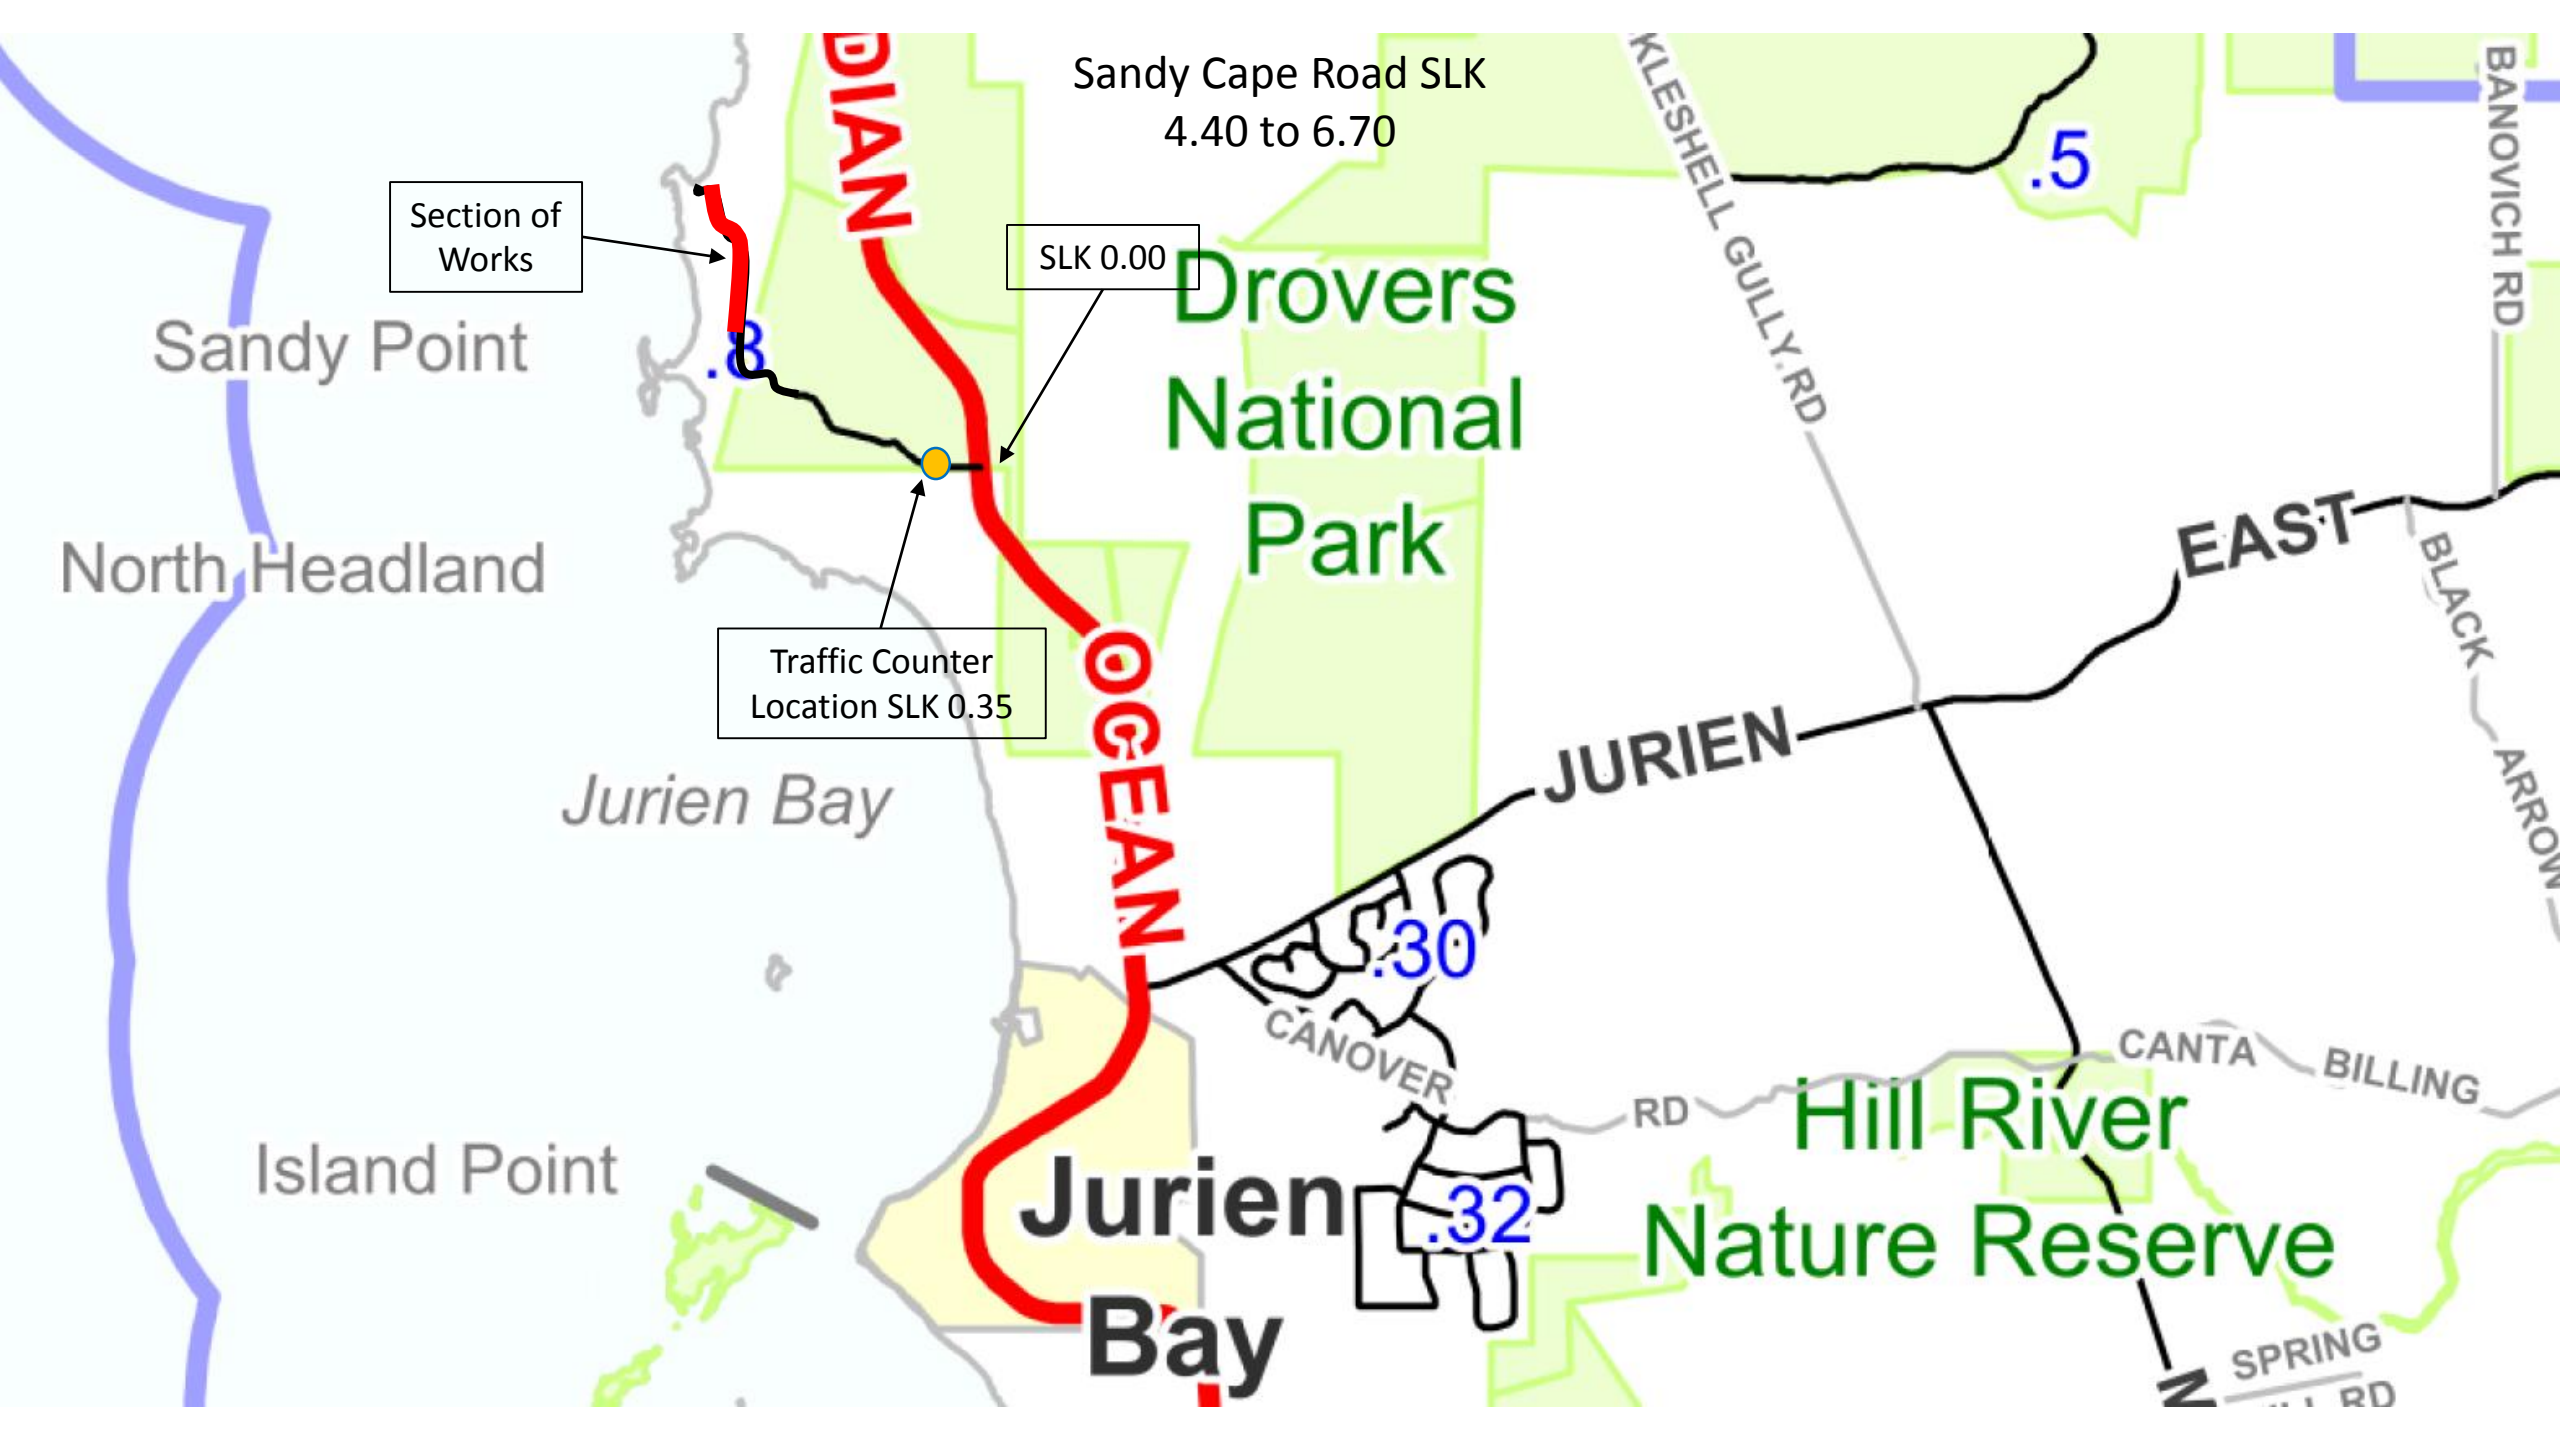 Sandy Cape Road SLK
4.40 to 6.70
DIAN
KLESHELL GULLY.RD
BANOVICH RD
.5
Section of
Works
SLK 0.00
Drovers
National
Park
Sandy Point
.8
North Headland
EAST
BLACK
ARROW
Traffic Counter
Location SLK 0.35
OCEAN
JURIEN
Jurien Bay
.30
CANOVER
RD
CANTA
BILLING
Hill River
Nature Reserve
Island Point
Jurien
Bay
.32
SPRING
RD